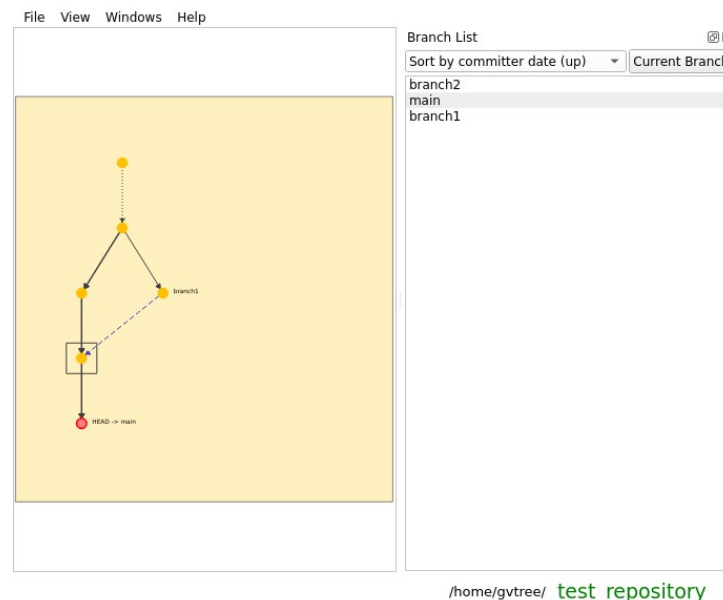 File View Windows Help
Branch List
Sort by committer date (up) Current Branch
branch2
main
branch1
branch1
HEAD -> main
/home/gvtree/ test repository